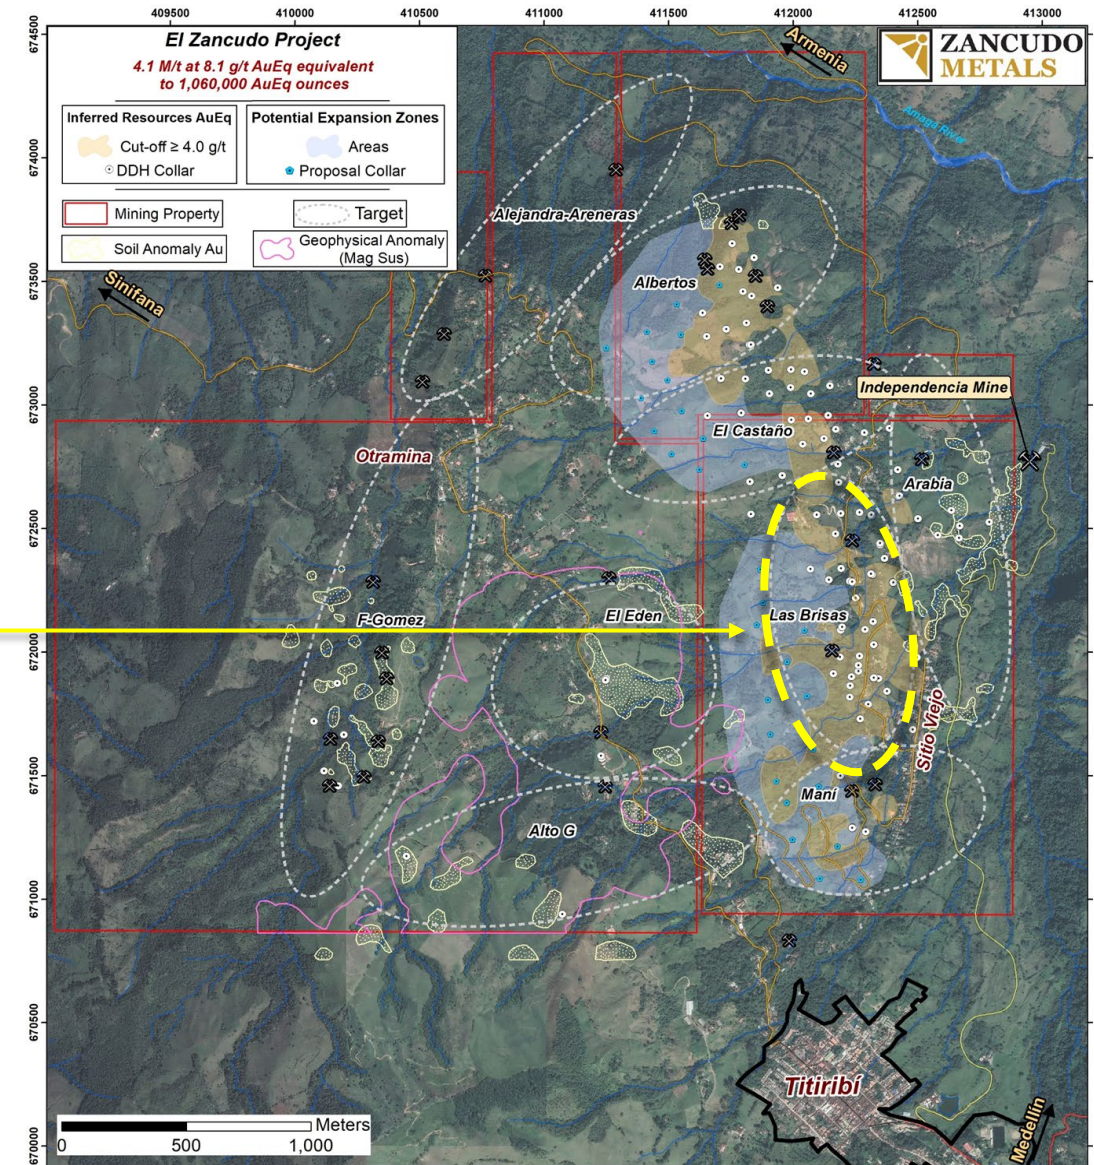 409500 410000 410500 411000 411500 412000 412500 413000
674500
674000
673500
673000
672500
672000
671500
671000
670500
670000
El Zancudo Project
4.1 M/t at 8.1 g/t AuEq equivalent
to 1,060,000 AuEq ounces
Inferred Resources AuEq
Cut-off ≥ 4.0 g/t
DDH Collar
Potential Expansion Zones
Areas
Proposal Collar
Mining Property
Target
Soil Anomaly Au
Geophysical Anomaly
(Mag Sus)
ZANCUDO
METALS
Armenia
Amaga River
Alejandra-Areneras
Sinifana
Albertos
Independencia Mine
El Castaño
Otramina
Arabia
F-Gomez
El Eden
Las Brisas
Sitio Viejo
Maní
Alto G
Titiribí
Medellín
Meters
0 500 1,000